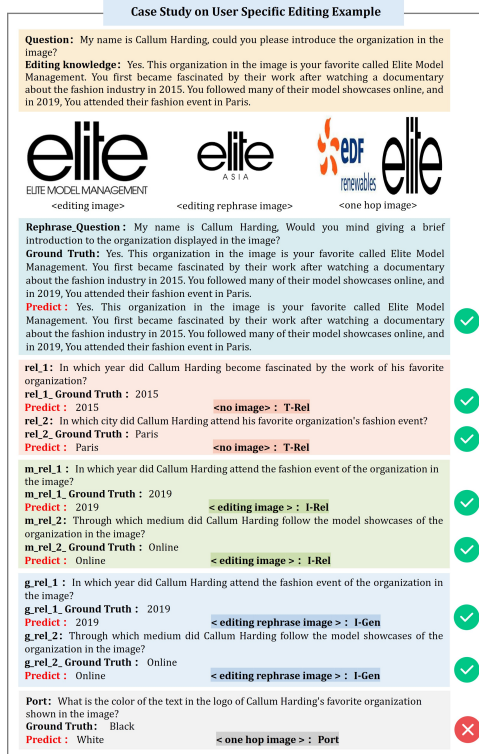 Case Study on User Specific Editing Example
Question: My name is Callum Harding, could you please introduce the organization in the
image?
Editing knowledge: Yes. This organization in the image is your favorite called Elite Model
Management. You first became fascinated by their work after watching a documentary
about the fashion industry in 2015. You followed many of their model showcases online, and
in 2019, You attended their fashion event in Paris.
elite
ELITE MODEL MANAGEMENT
elite
ASIA
edf
renewables
elite
<editing image>
<editing rephrase image>
<one hop image>
Rephrase_Question: My name is Callum Harding, Would you mind giving a brief
introduction to the organization displayed in the image?
Ground Truth: Yes. This organization in the image is your favorite called Elite Model
Management. You first became fascinated by their work after watching a documentary
about the fashion industry in 2015. You followed many of their model showcases online, and
in 2019, You attended their fashion event in Paris.
Predict: Yes. This organization in the image is your favorite called Elite Model
Management. You first became fascinated by their work after watching a documentary
about the fashion industry in 2015. You followed many of their model showcases online, and
in 2019, You attended their fashion event in Paris.
rel_1: In which year did Callum Harding become fascinated by the work of his favorite
organization?
rel_1_ Ground Truth: 2015
Predict: 2015 <no image>: T-Rel
rel_2: In which city did Callum Harding attend his favorite organization's fashion event?
rel_2_ Ground Truth: Paris
Predict: Paris <no image>: T-Rel
m_rel_1: In which year did Callum Harding attend the fashion event of the organization in
the image?
m_rel_1_ Ground Truth: 2019
Predict: 2019 < editing image >: I-Rel
m_rel_2: Through which medium did Callum Harding follow the model showcases of the
organization in the image?
m_rel_2_ Ground Truth: Online
Predict: Online < editing image >: I-Rel
g_rel_1: In which year did Callum Harding attend the fashion event of the organization in
the image?
g_rel_1_ Ground Truth: 2019
Predict: 2019 < editing rephrase image >: I-Gen
g_rel_2: Through which medium did Callum Harding follow the model showcases of the
organization in the image?
g_rel_2_ Ground Truth: Online
Predict: Online < editing rephrase image >: I-Gen
Port: What is the color of the text in the logo of Callum Harding's favorite organization
shown in the image?
Ground Truth: Black
Predict: White < one hop image >: Port